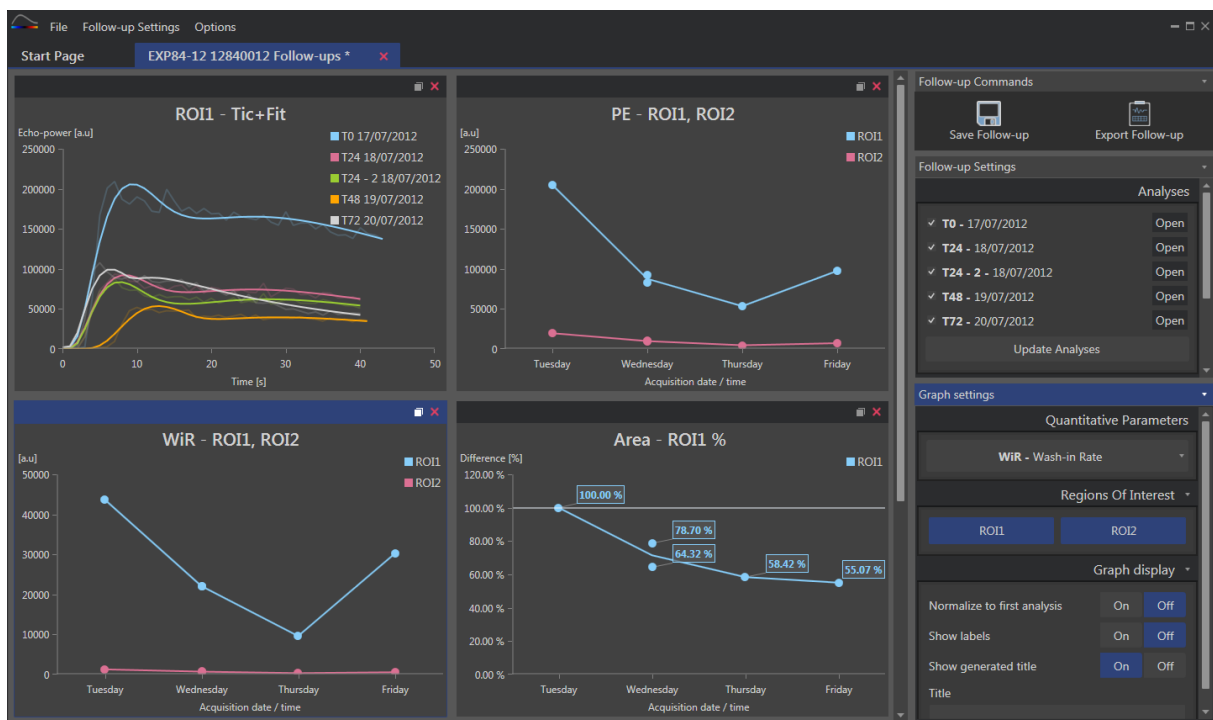 File Follow-up Settings Options
Start Page EXP84-12 12840012 Follow-ups *
ROI1 - Tic+Fit
Echo-power [a.u]
T0 17/07/2012
T24 18/07/2012
T24 - 2 18/07/2012
T48 19/07/2012
T72 20/07/2012
250000
200000
150000
100000
50000
0
0 10 20 30 40 50
Time [s]
PE - ROI1, ROI2
[a.u]
ROI1
ROI2
250000
200000
150000
100000
50000
0
Tuesday Wednesday Thursday Friday
Acquisition date / time
WiR - ROI1, ROI2
[a.u]
ROI1
ROI2
50000
40000
30000
20000
10000
0
Tuesday Wednesday Thursday Friday
Acquisition date / time
Area - ROI1 %
Difference [%]
ROI1
120.00 %
100.00 %
80.00 %
60.00 %
40.00 %
20.00 %
0.00 %
100.00 %
78.70 %
64.32 %
58.42 %
55.07 %
Tuesday Wednesday Thursday Friday
Acquisition date / time
Follow-up Commands
Save Follow-up Export Follow-up
Follow-up Settings
Analyses
T0 - 17/07/2012 Open
T24 - 18/07/2012 Open
T24 - 2 - 18/07/2012 Open
T48 - 19/07/2012 Open
T72 - 20/07/2012 Open
Update Analyses
Graph settings
Quantitative Parameters
WiR - Wash-in Rate
Regions Of Interest
ROI1 ROI2
Graph display
Normalize to first analysis On Off
Show labels On Off
Show generated title On Off
Title